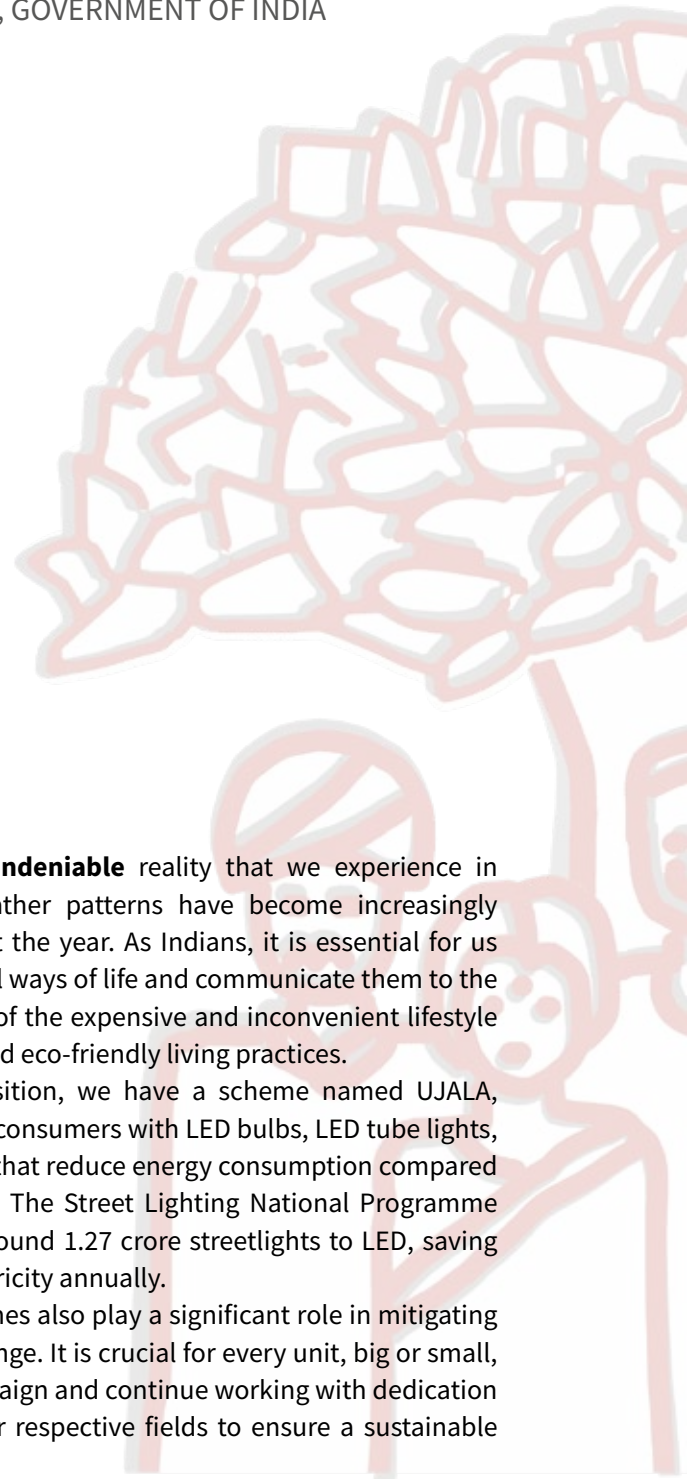 , GOVERNMENT OF INDIA
ndeniable reality that we experience in
ther patterns have become increasingly
t the year. As Indians, it is essential for us
l ways of life and communicate them to the
of the expensive and inconvenient lifestyle
d eco-friendly living practices.
sition, we have a scheme named UJALA,
consumers with LED bulbs, LED tube lights,
that reduce energy consumption compared
The Street Lighting National Programme
ound 1.27 crore streetlights to LED, saving
ricity annually.
nes also play a significant role in mitigating
nge. It is crucial for every unit, big or small,
aign and continue working with dedication
r respective fields to ensure a sustainable